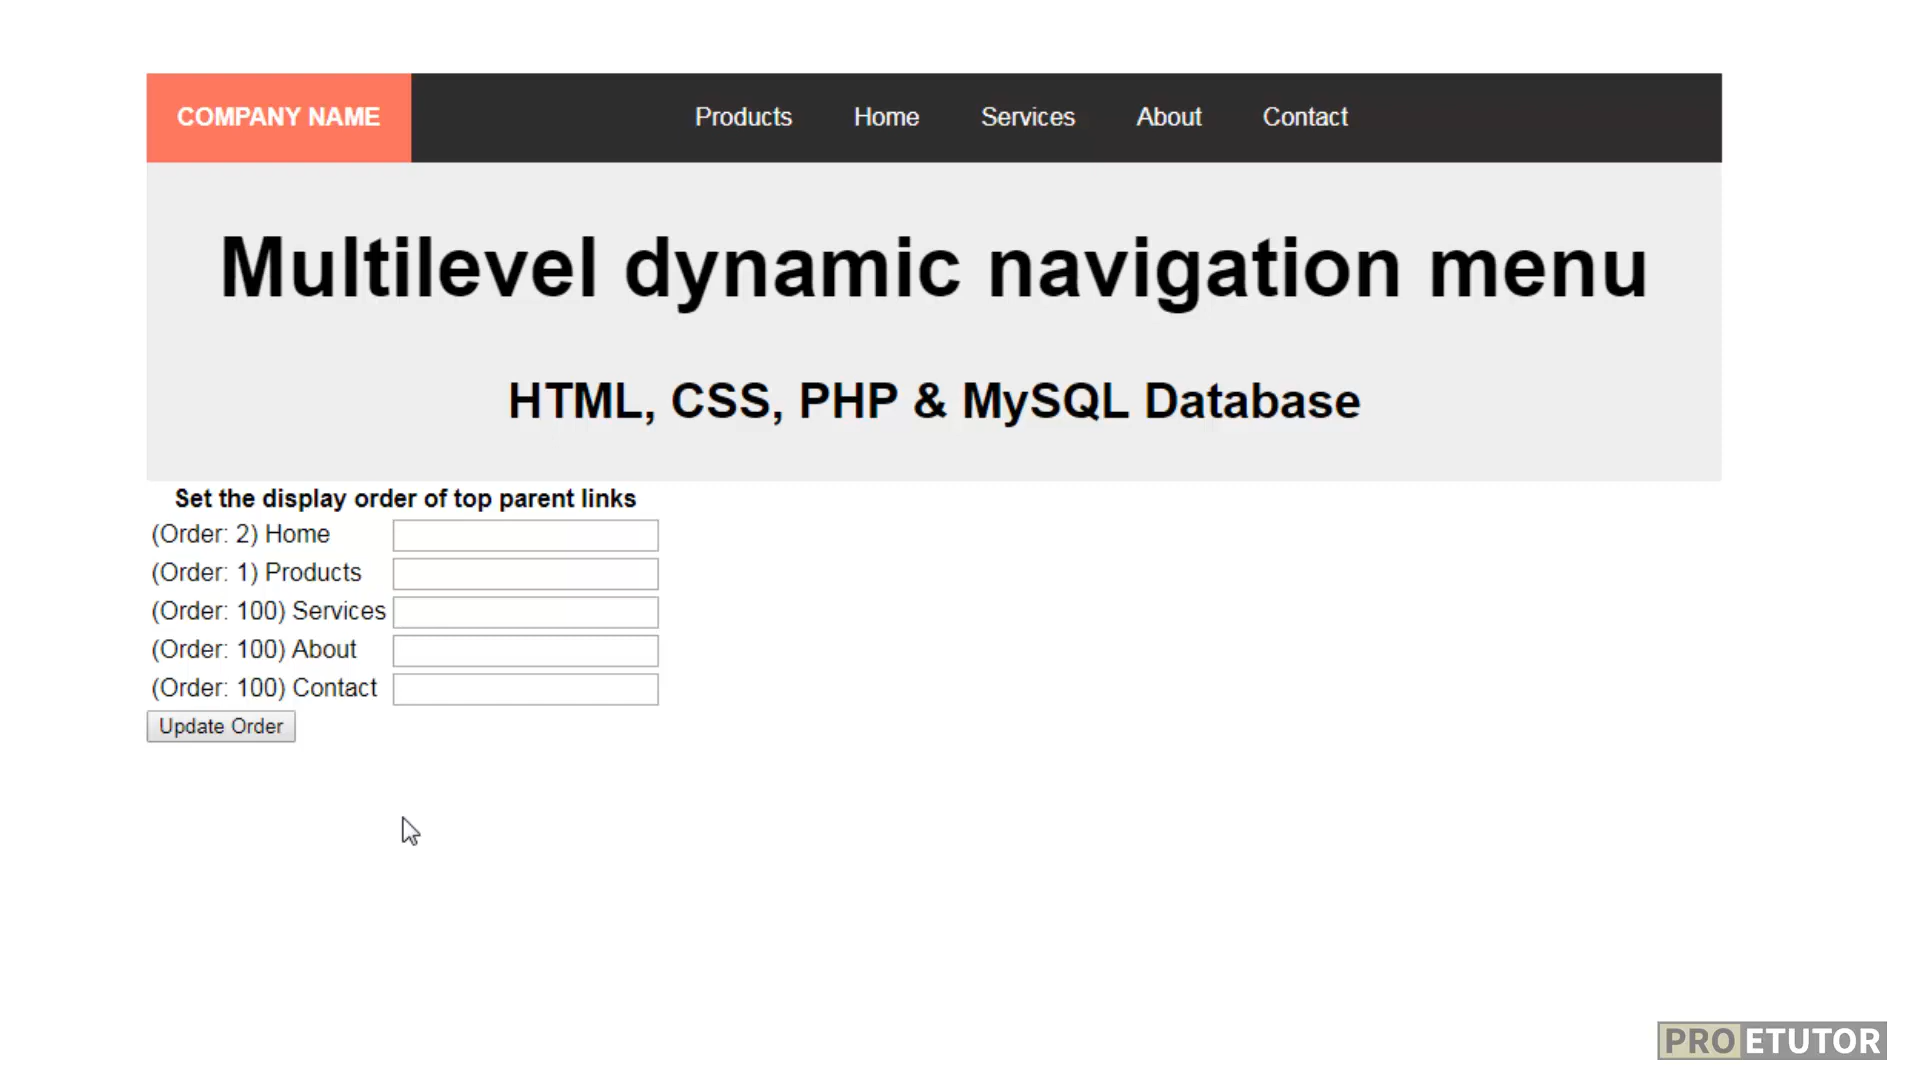 COMPANY NAME Products Home Services About Contact
Multilevel dynamic navigation menu
HTML, CSS, PHP & MySQL Database
Set the display order of top parent links
(Order: 2) Home
(Order: 1) Products
(Order: 100) Services
(Order: 100) About
(Order: 100) Contact
Update Order
PROETUTOR